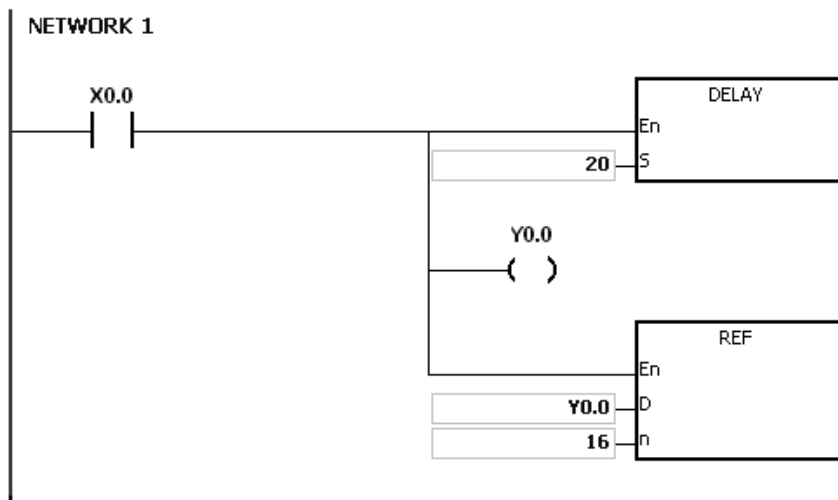 NETWORK 1
X0.0
DELAY
En
20 S
Y0.0
REF
En
Y0.0 D
16 n